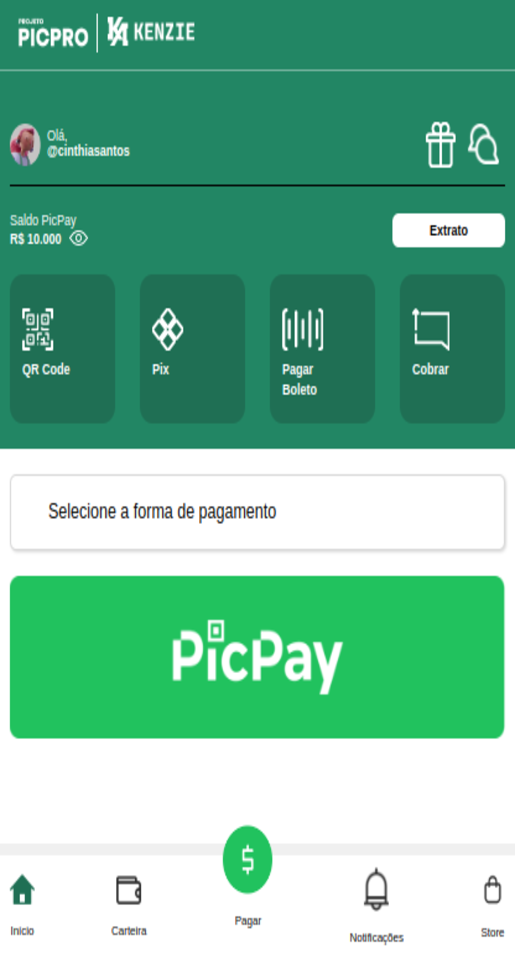 PROJETO
PICPRO
KENZIE
Olá,
@cinthiasantos
Saldo PicPay
R$ 10.000
Extrato
QR Code
Pix
Pagar
Boleto
Cobrar
Selecione a forma de pagamento
PicPay
$
Início
Carteira
Pagar
Notificações
Store